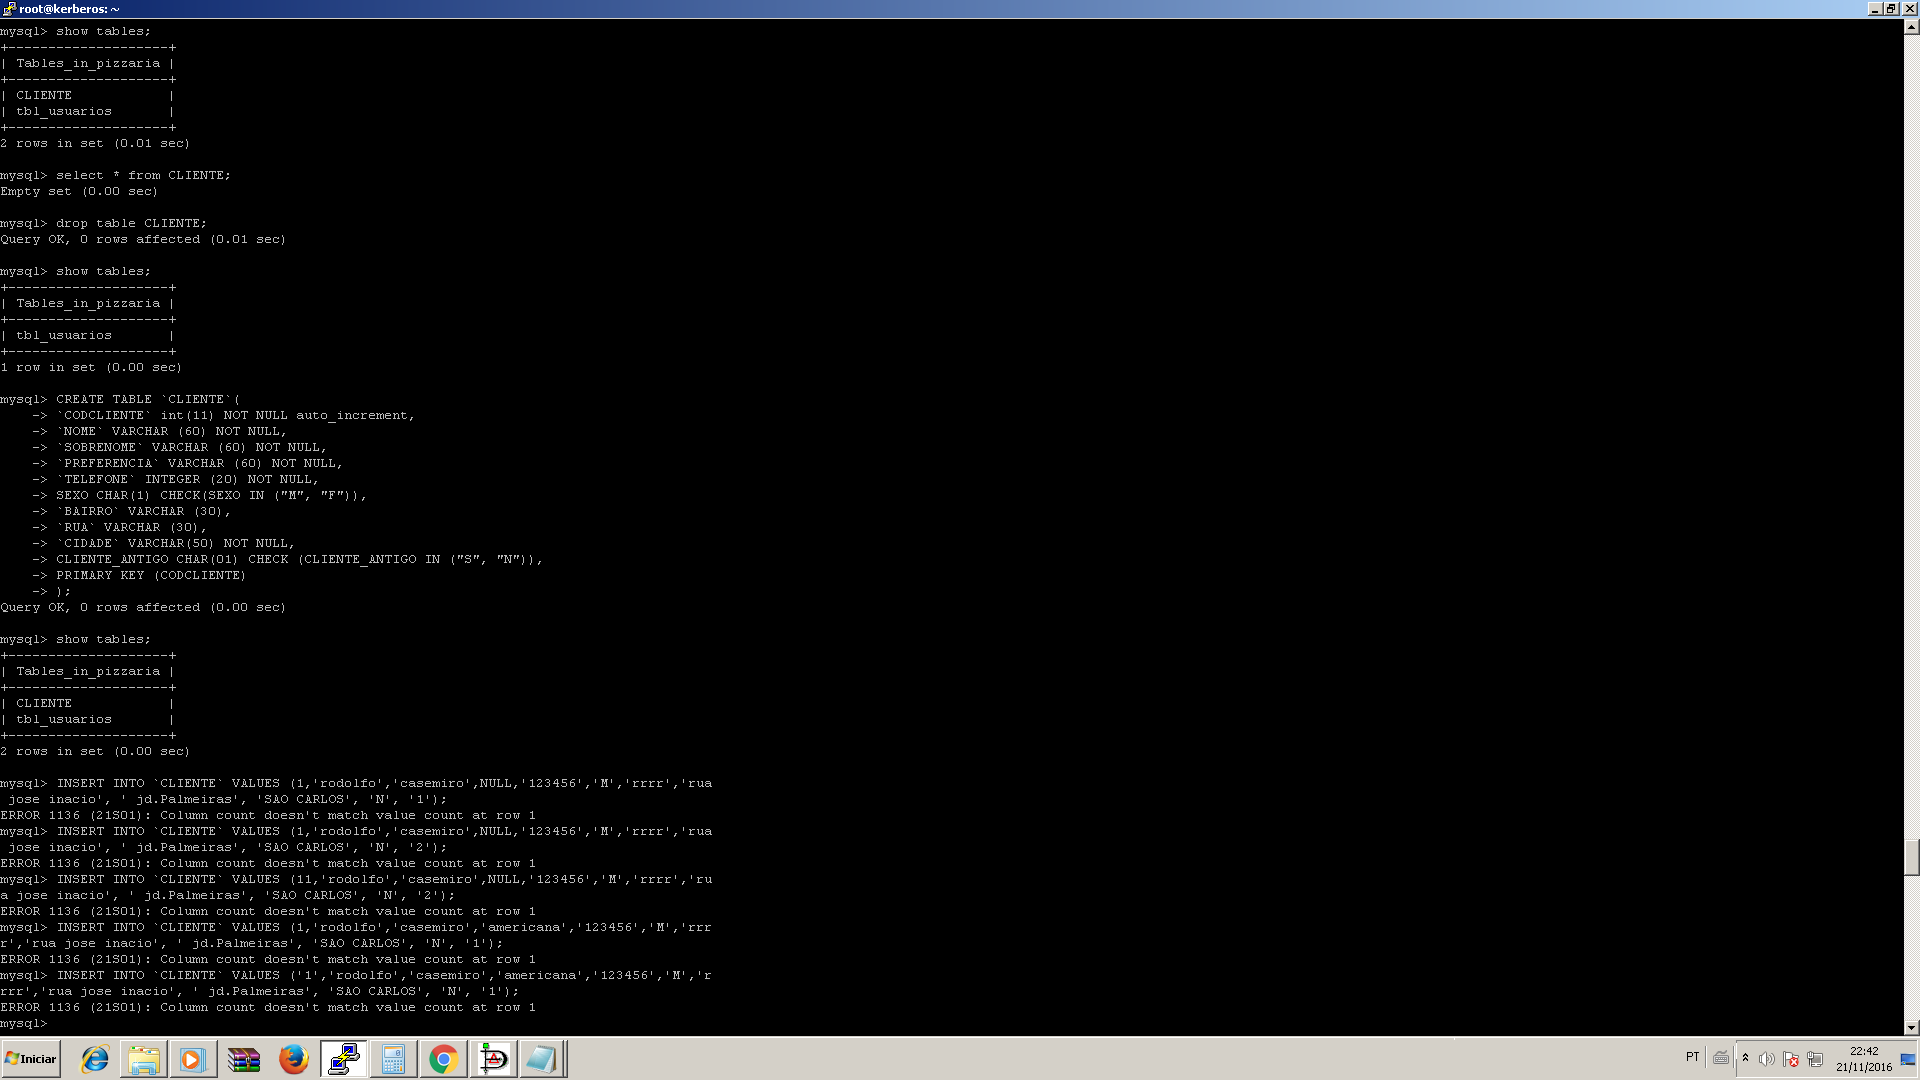 root@kerberos: ~
mysql> show tables;
+--------------------+
| Tables_in_pizzaria |
+--------------------+
| CLIENTE            |
| tbl_usuarios       |
+--------------------+
2 rows in set (0.01 sec)
mysql> select * from CLIENTE;
Empty set (0.00 sec)
mysql> drop table CLIENTE;
Query OK, 0 rows affected (0.01 sec)
mysql> show tables;
+--------------------+
| Tables_in_pizzaria |
+--------------------+
| tbl_usuarios       |
+--------------------+
1 row in set (0.00 sec)
mysql> CREATE TABLE `CLIENTE`(
    -> `CODCLIENTE` int(11) NOT NULL auto_increment,
    -> `NOME` VARCHAR (60) NOT NULL,
    -> `SOBRENOME` VARCHAR (60) NOT NULL,
    -> `PREFERENCIA` VARCHAR (60) NOT NULL,
    -> `TELEFONE` INTEGER (20) NOT NULL,
    -> SEXO CHAR(1) CHECK(SEXO IN ("M", "F")),
    -> `BAIRRO` VARCHAR (30),
    -> `RUA` VARCHAR (30),
    -> `CIDADE` VARCHAR(50) NOT NULL,
    -> CLIENTE_ANTIGO CHAR(01) CHECK (CLIENTE_ANTIGO IN ("S", "N")),
    -> PRIMARY KEY (CODCLIENTE)
    -> );
Query OK, 0 rows affected (0.00 sec)
mysql> show tables;
+--------------------+
| Tables_in_pizzaria |
+--------------------+
| CLIENTE            |
| tbl_usuarios       |
+--------------------+
2 rows in set (0.00 sec)
mysql> INSERT INTO `CLIENTE` VALUES (1,'rodolfo','casemiro',NULL,'123456','M','rrrr','rua
 jose inacio', ' jd.Palmeiras', 'SAO CARLOS', 'N', '1');
ERROR 1136 (21S01): Column count doesn't match value count at row 1
mysql> INSERT INTO `CLIENTE` VALUES (1,'rodolfo','casemiro',NULL,'123456','M','rrrr','rua
 jose inacio', ' jd.Palmeiras', 'SAO CARLOS', 'N', '2');
ERROR 1136 (21S01): Column count doesn't match value count at row 1
mysql> INSERT INTO `CLIENTE` VALUES (11,'rodolfo','casemiro',NULL,'123456','M','rrrr','ru
a jose inacio', ' jd.Palmeiras', 'SAO CARLOS', 'N', '2');
ERROR 1136 (21S01): Column count doesn't match value count at row 1
mysql> INSERT INTO `CLIENTE` VALUES (1,'rodolfo','casemiro','americana','123456','M','rrr
r','rua jose inacio', ' jd.Palmeiras', 'SAO CARLOS', 'N', '1');
ERROR 1136 (21S01): Column count doesn't match value count at row 1
mysql> INSERT INTO `CLIENTE` VALUES ('1','rodolfo','casemiro','americana','123456','M','r
rrr','rua jose inacio', ' jd.Palmeiras', 'SAO CARLOS', 'N', '1');
ERROR 1136 (21S01): Column count doesn't match value count at row 1
mysql>
Iniciar
PT
22:42
21/11/2016